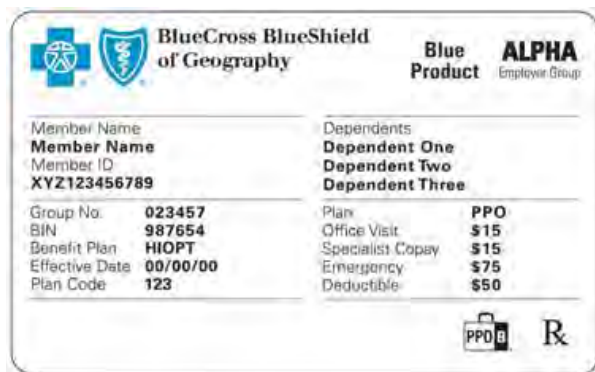 BlueCross BlueShield
of Geography
Blue
Product
ALPHA
Employer Group
Member Name
Member Name
Member ID
XYZ123456789
Dependents
Dependent One
Dependent Two
Dependent Three
Group No. 023457
BIN 987654
Benefit Plan HIOPT
Effective Date 00/00/00
Plan Code 123
Plan PPO
Office Visit $15
Specialist Copay $15
Emergency $75
Deductible $50
PPO B
Rx